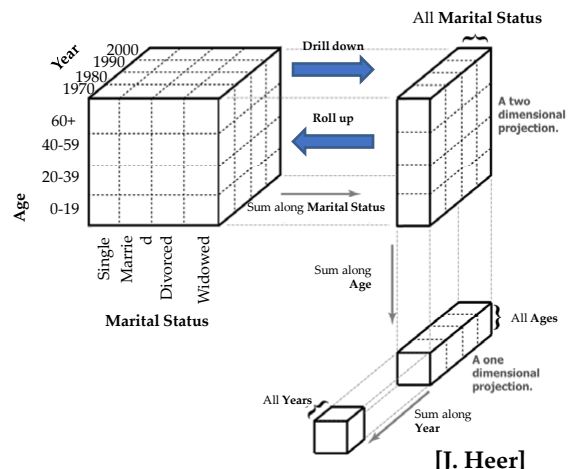 All Marital Status
Year
2000
1990
1980
1970
Drill down
Roll up
A two
dimensional
projection.
Age
60+
40-59
20-39
0-19
Sum along Marital Status
Single
Marrie
d
Divorced
Widowed
Marital Status
Sum along
Age
All Ages
A one
dimensional
projection.
All Years
Sum along
Year
[J. Heer]